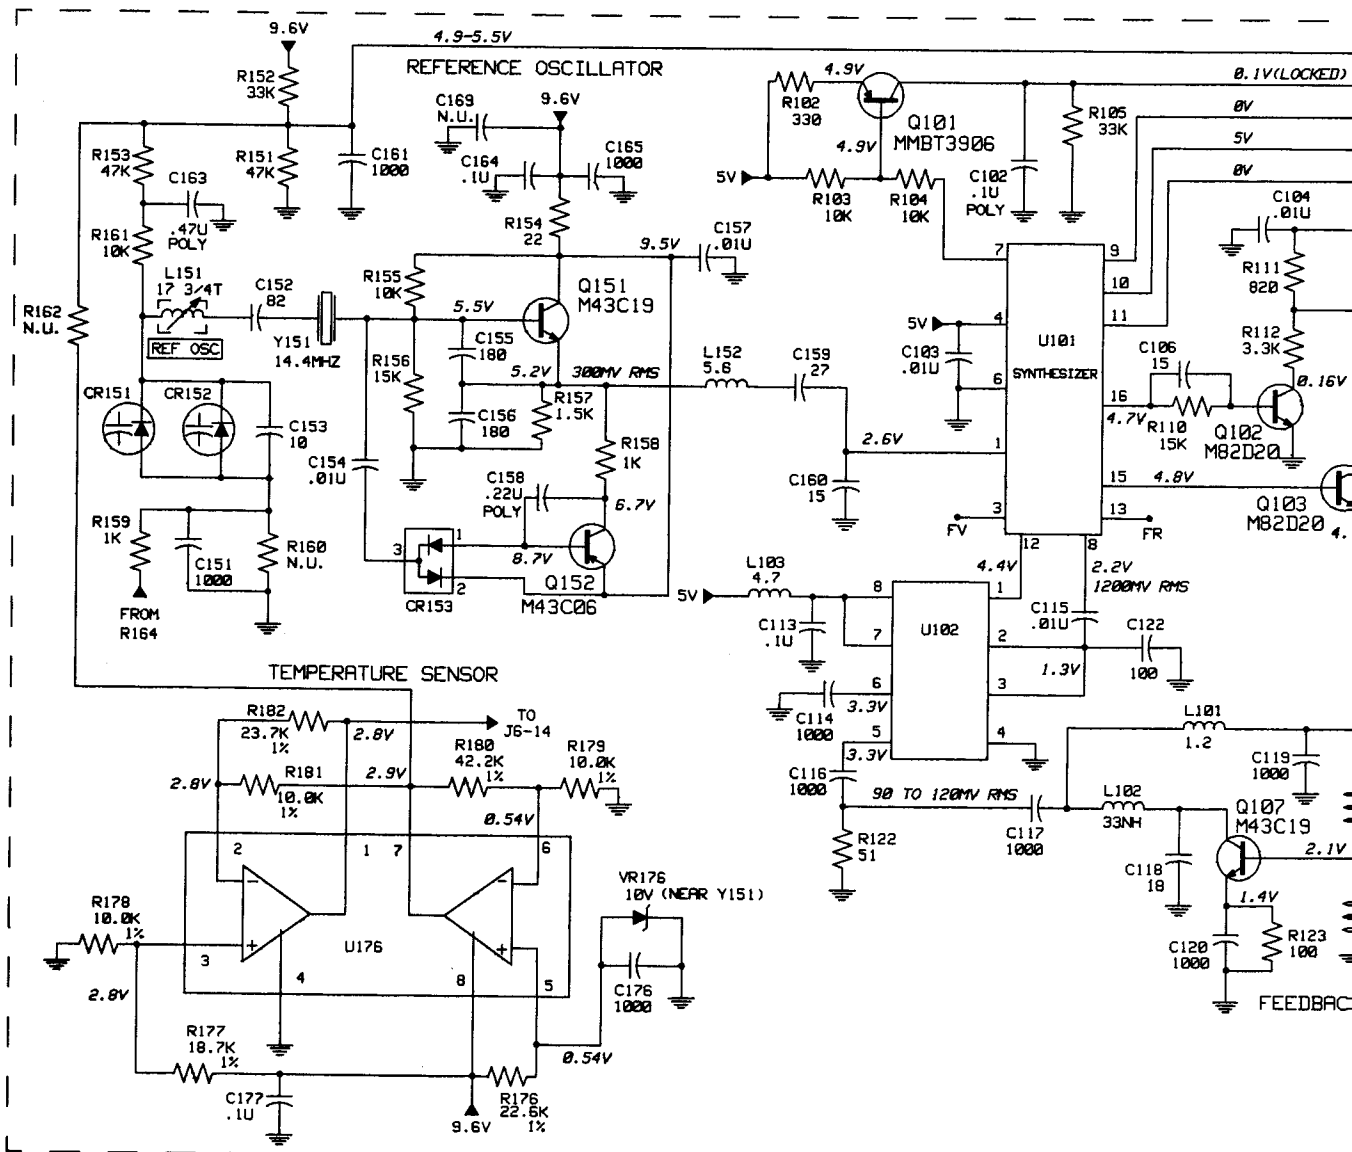 9.6V
4.9-5.5V
REFERENCE OSCILLATOR
R152
33K
C169
N.U.
9.6V
R153
47K
R151
47K
C161
1000
C164
.1U
C165
1000
C163
.47U
POLY
R161
10K
R154
22
9.5V
C157
.01U
L151
17 3/4T
C152
82
REF OSC
Y151
14.4MHZ
R155
10K
5.5V
Q151
M43C19
R162
N.U.
R156
15K
C155
180
5.2V
300MV RMS
L152
5.6
C159
27
CR151
CR152
C153
10
C156
180
R157
1.5K
R158
1K
2.6V
C154
.01U
C158
.22U
POLY
6.7V
C160
15
R159
1K
C151
1000
R160
N.U.
3
1
2
8.7V
Q152
M43C06
CR153
FROM
R164
R102
330
4.9V
Q101
MMBT3906
4.9V
5V
R103
10K
R104
10K
C102
.1U
POLY
R105
33K
0.1V(LOCKED)
0V
5V
0V
C104
.01U
7
9
10
11
R111
820
5V
4
C103
.01U
6
U101
SYNTHESIZER
R112
3.3K
C106
15
0.16V
16
4.7V
R110
15K
Q102
M82D20
1
15
4.8V
Q103
M82D20
4.
3
FV
13
FR
12
8
4.4V
2.2V
1200MV RMS
L103
4.7
5V
8
1
U102
C115
.01U
C113
.1U
7
2
C122
100
1.3V
6
3
3.3V
C114
1000
5
4
3.3V
C116
1000
L101
1.2
C119
1000
90 TO 120MV RMS
C117
1000
L102
33NH
Q107
M43C19
2.1V
R122
51
C118
18
1.4V
C120
1000
R123
100
FEEDBAC
TEMPERATURE SENSOR
R182
23.7K
1%
2.8V
TO
J6-14
R180
42.2K
1%
R179
10.0K
1%
2.8V
R181
10.0K
1%
2.9V
0.54V
2
1
7
6
VR176
10V (NEAR Y151)
R178
10.0K
1%
3
U176
4
8
5
C176
1000
2.8V
R177
18.7K
1%
0.54V
C177
.1U
9.6V
R176
22.6K
1%